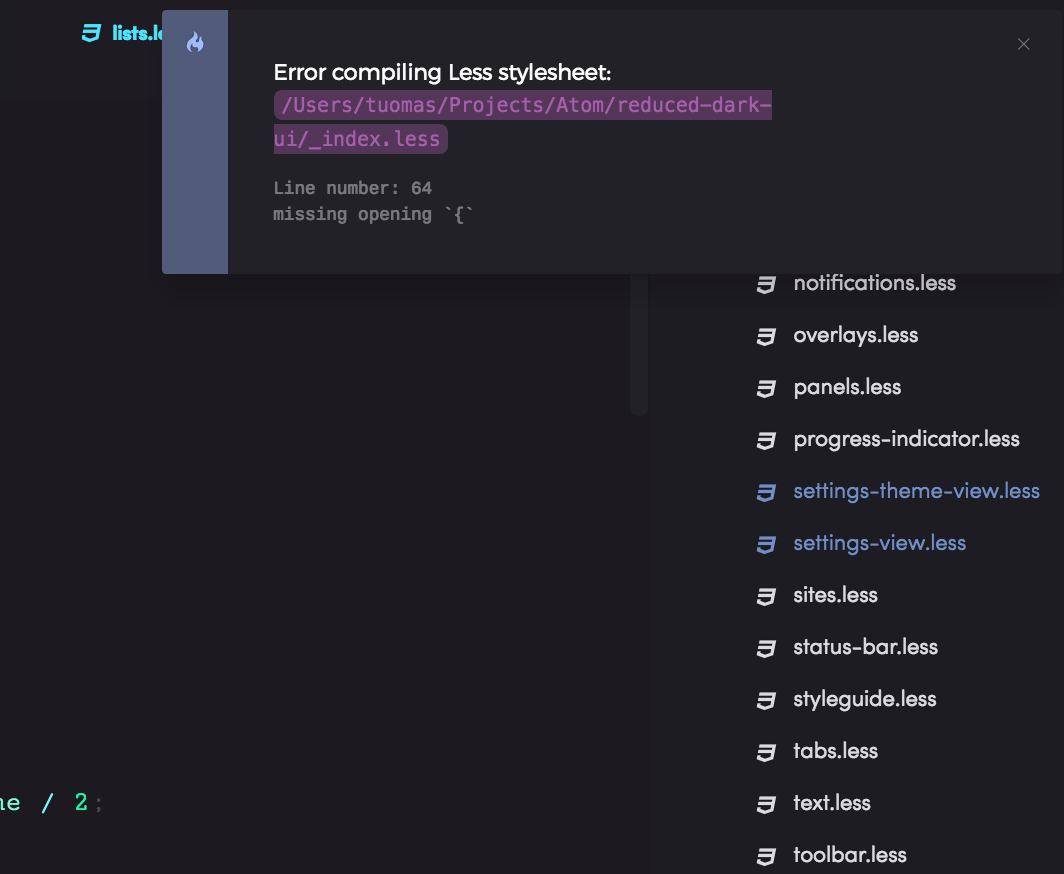 lists.le
Error compiling Less stylesheet:
/Users/tuomas/Projects/Atom/reduced-dark-
ui/_index.less
Line number: 64
missing opening `{`
notifications.less
overlays.less
panels.less
progress-indicator.less
settings-theme-view.less
settings-view.less
sites.less
status-bar.less
styleguide.less
tabs.less
text.less
toolbar.less
/ 2;